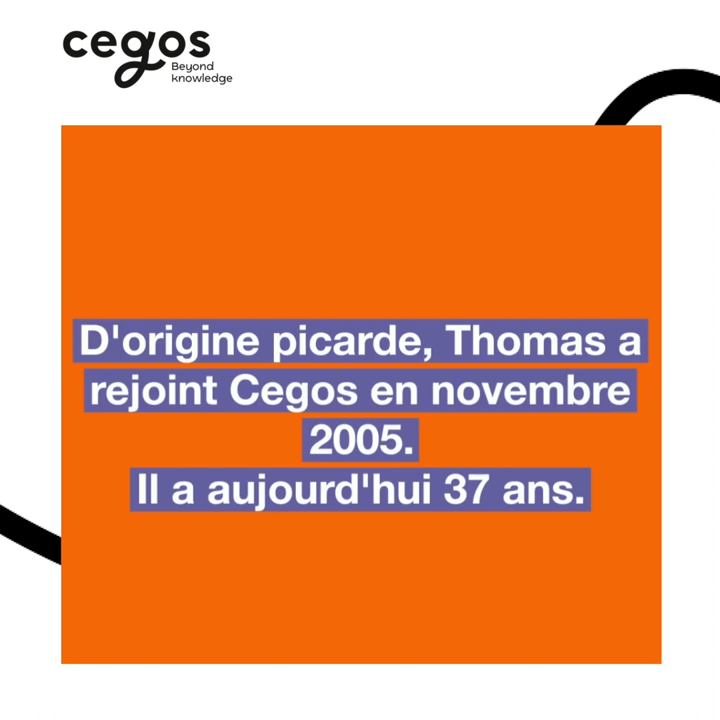 cegos
Beyond
knowledge
D'origine picarde, Thomas a
rejoint Cegos en novembre
2005.
Il a aujourd'hui 37 ans.